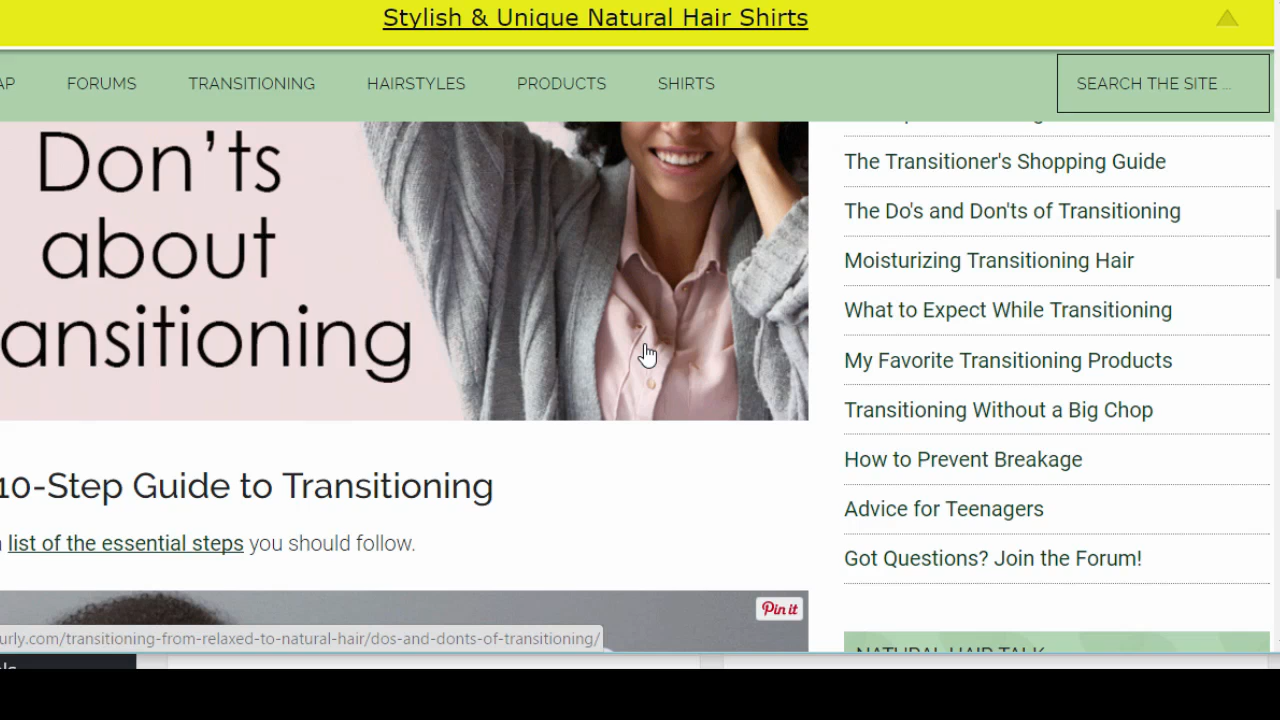 Stylish & Unique Natural Hair Shirts
AP FORUMS TRANSITIONING HAIRSTYLES PRODUCTS SHIRTS SEARCH THE SITE ...
Don'ts
about
ansitioning
10-Step Guide to Transitioning
list of the essential steps you should follow.
Pin it
urly.com/transitioning-from-relaxed-to-natural-hair/dos-and-donts-of-transitioning/
The Transitioner's Shopping Guide
The Do's and Don'ts of Transitioning
Moisturizing Transitioning Hair
What to Expect While Transitioning
My Favorite Transitioning Products
Transitioning Without a Big Chop
How to Prevent Breakage
Advice for Teenagers
Got Questions? Join the Forum!
NATURAL HAIR TALK